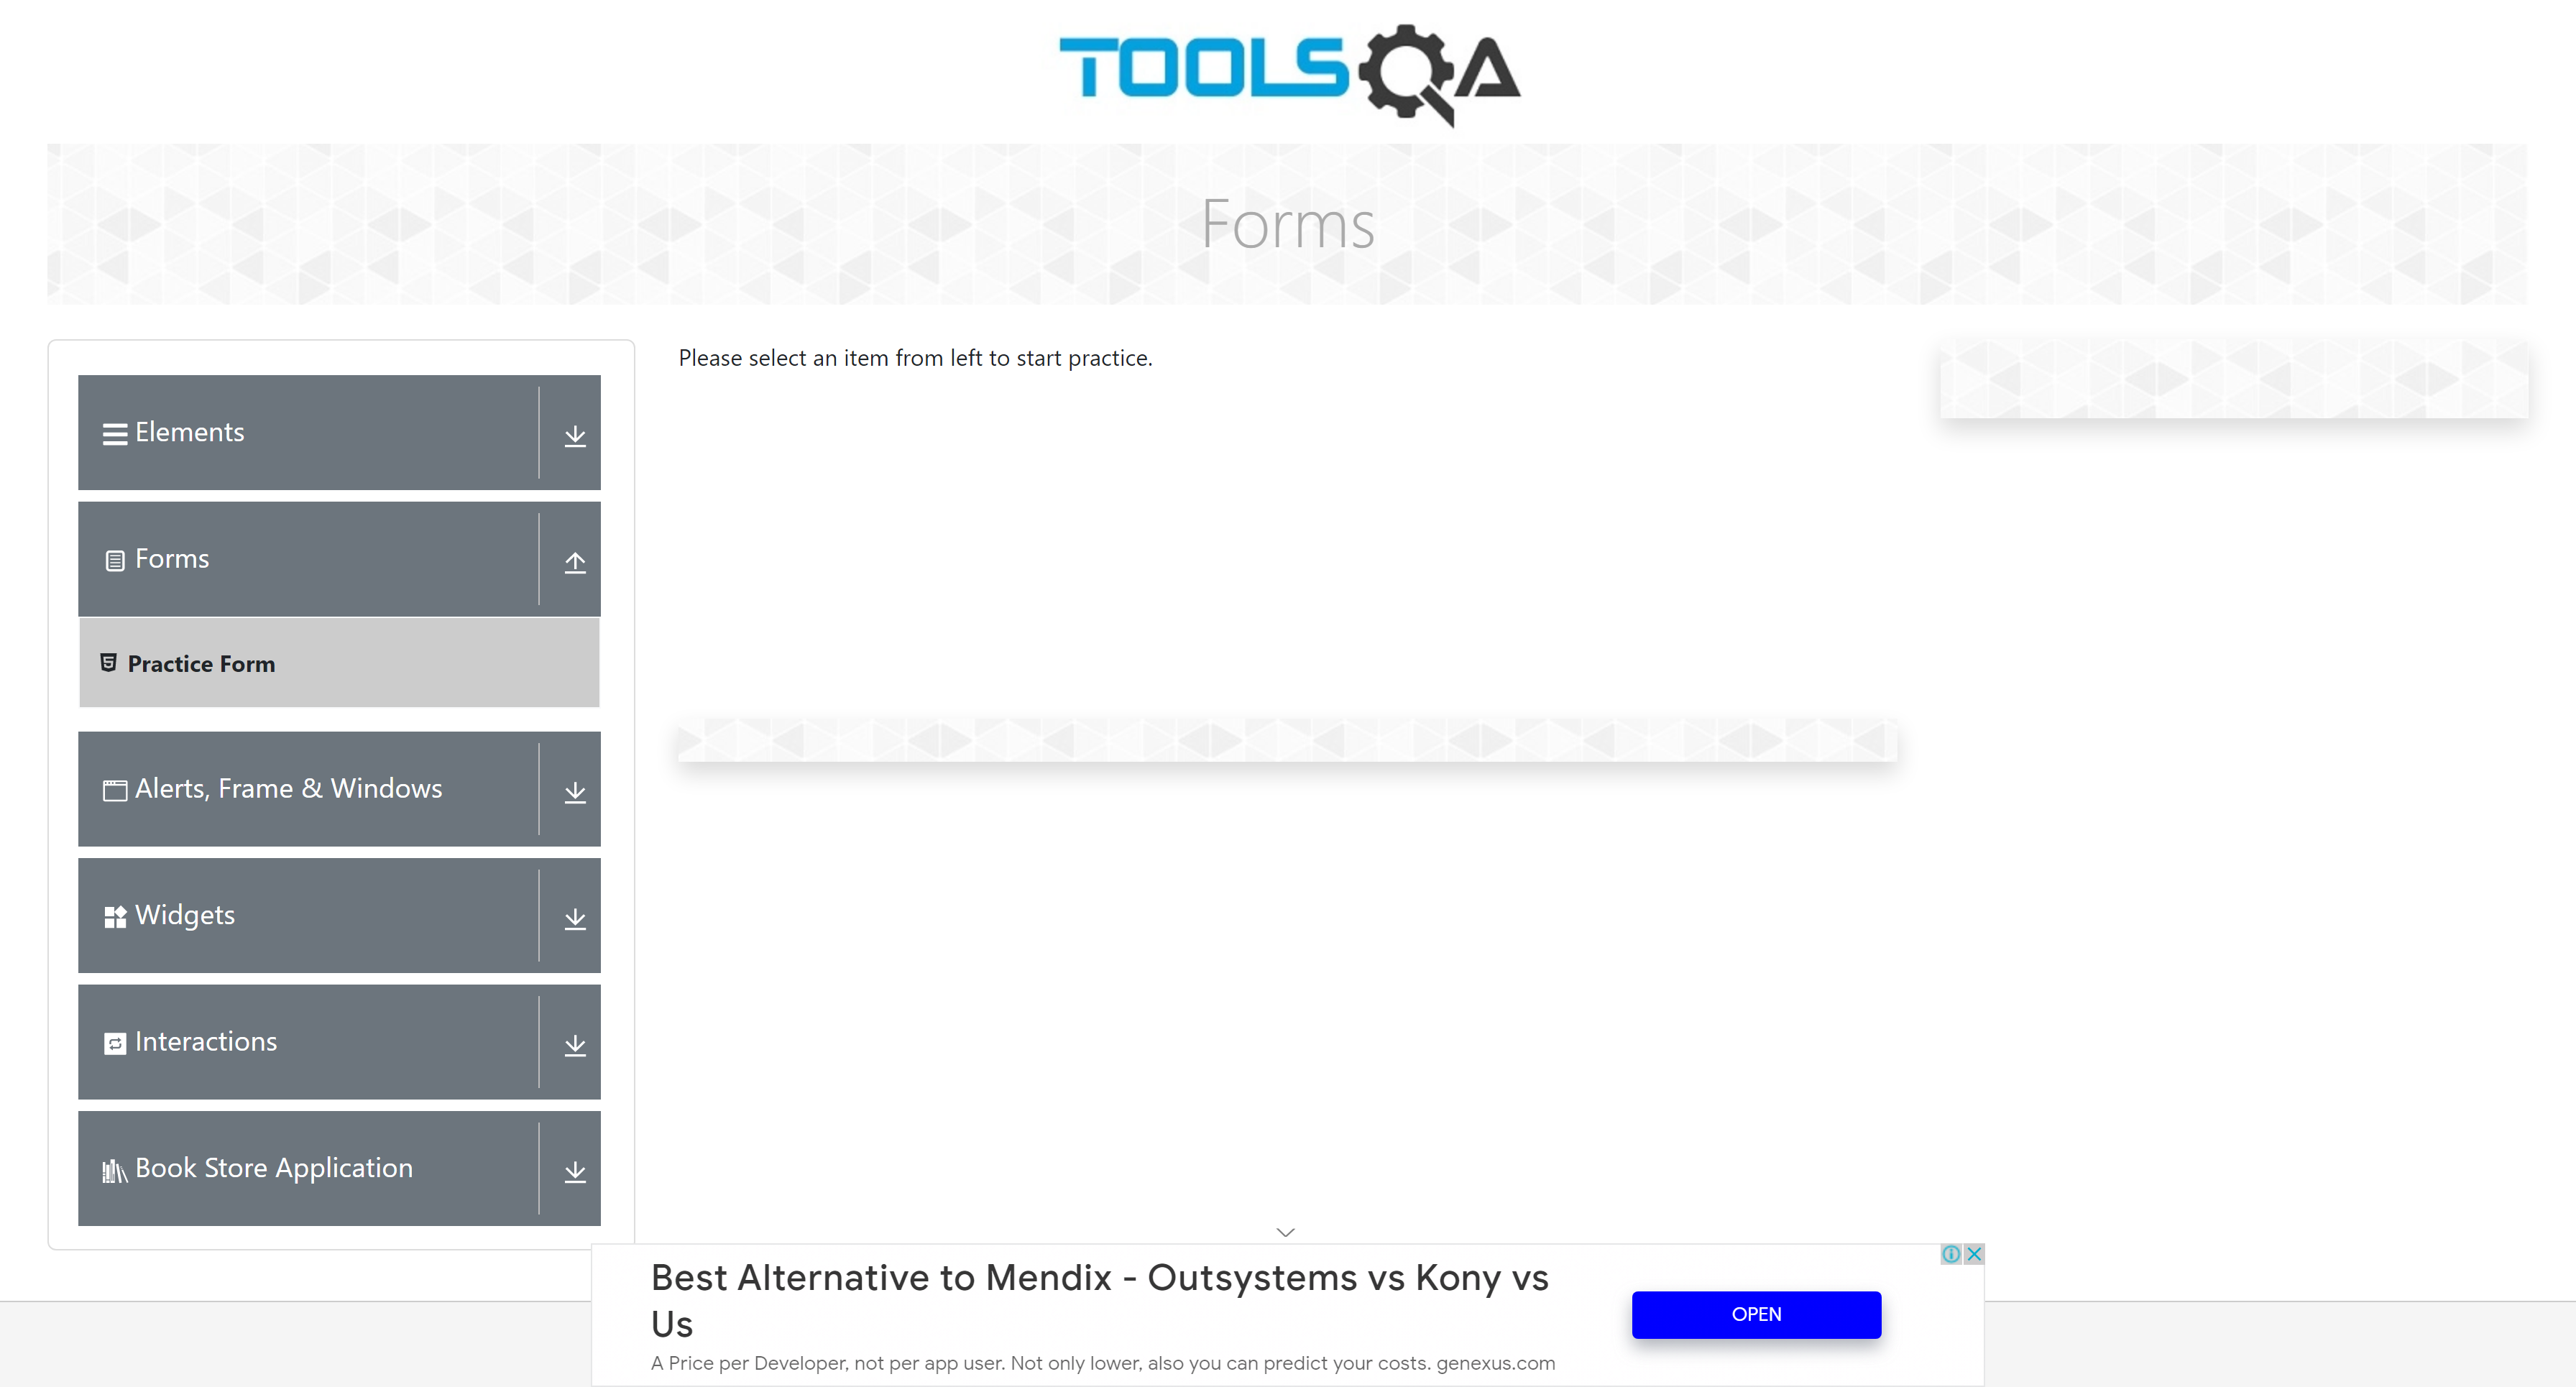 TOOLSQA
Forms
Please select an item from left to start practice.
Elements
Forms
Practice Form
Alerts, Frame & Windows
Widgets
Interactions
Book Store Application
Best Alternative to Mendix - Outsystems vs Kony vs
Us
A Price per Developer, not per app user. Not only lower, also you can predict your costs. genexus.com
OPEN